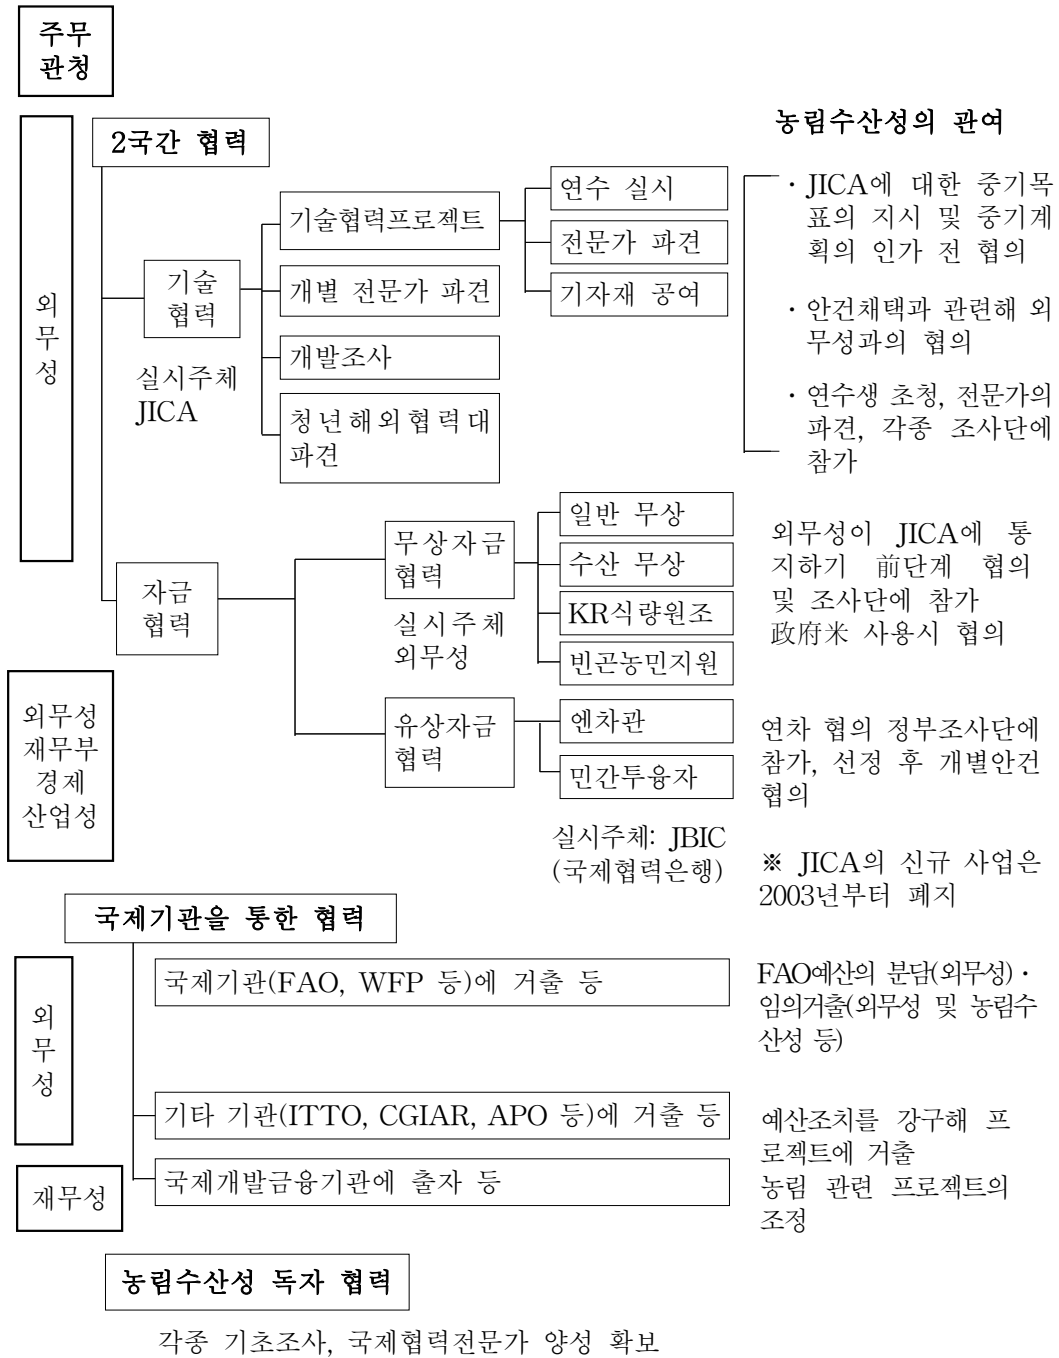 주무
관청
농림수산성의 관여
외
무
성
2국간 협력
기술
협력
실시주체
JICA
기술협력프로젝트
개별 전문가 파견
개발조사
청년해외협력대
파견
연수 실시
전문가 파견
기자재 공여
· JICA에 대한 중기목
표의 지시 및 중기계
획의 인가 전 협의
· 안건채택과 관련해 외
무성과의 협의
· 연수생 초청, 전문가의
파견, 각종 조사단에
참가
자금
협력
무상자금
협력
실시주체
외무성
일반 무상
수산 무상
KR식량원조
빈곤농민지원
외무성이 JICA에 통
지하기 前단계 협의
및 조사단에 참가
政府米 사용시 협의
외무성
재무부
경제
산업성
유상자금
협력
엔차관
민간투융자
실시주체: JBIC
(국제협력은행)
연차 협의 정부조사단에
참가, 선정 후 개별안건
협의
※ JICA의 신규 사업은
2003년부터 폐지
국제기관을 통한 협력
외
무
성
국제기관(FAO, WFP 등)에 거출 등
FAO예산의 분담(외무성)·
임의거출(외무성 및 농림수
산성 등)
기타 기관(ITTO, CGIAR, APO 등)에 거출 등
예산조치를 강구해 프
로젝트에 거출
농림 관련 프로젝트의
조정
재무성
국제개발금융기관에 출자 등
농림수산성 독자 협력
각종 기초조사, 국제협력전문가 양성 확보